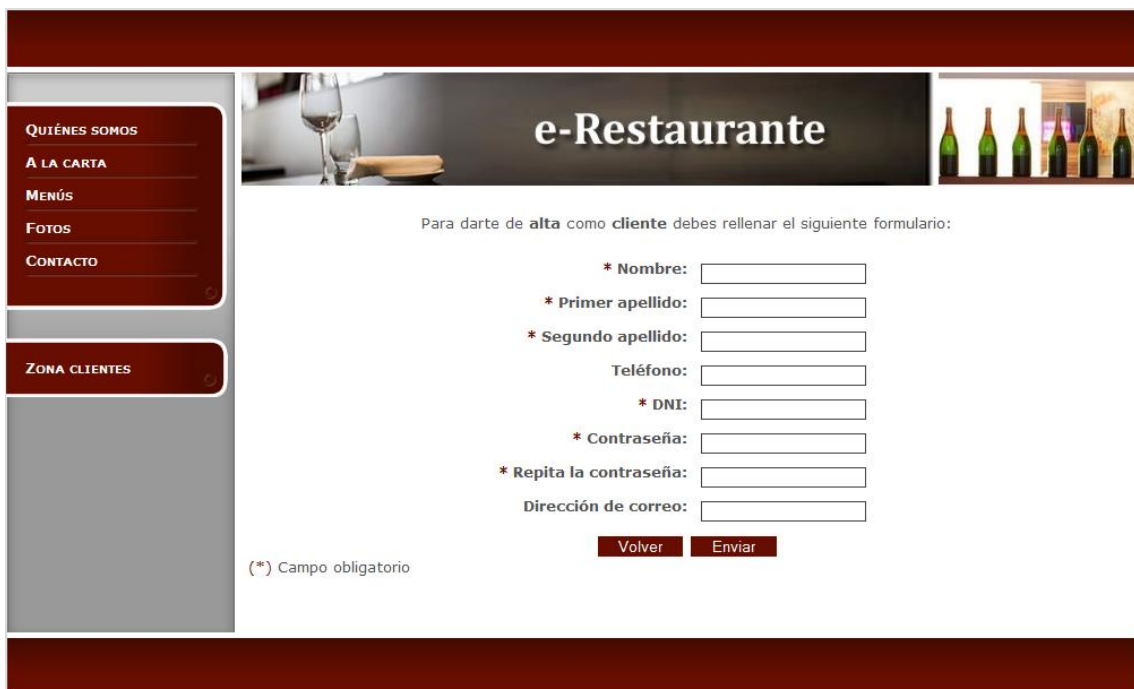 QUIÉNES SOMOS
A LA CARTA
MENÚS
FOTOS
CONTACTO
ZONA CLIENTES
e-Restaurante
Para darte de alta como cliente debes rellenar el siguiente formulario:
* Nombre:
* Primer apellido:
* Segundo apellido:
Teléfono:
* DNI:
* Contraseña:
* Repita la contraseña:
Dirección de correo:
Volver Enviar
(*) Campo obligatorio